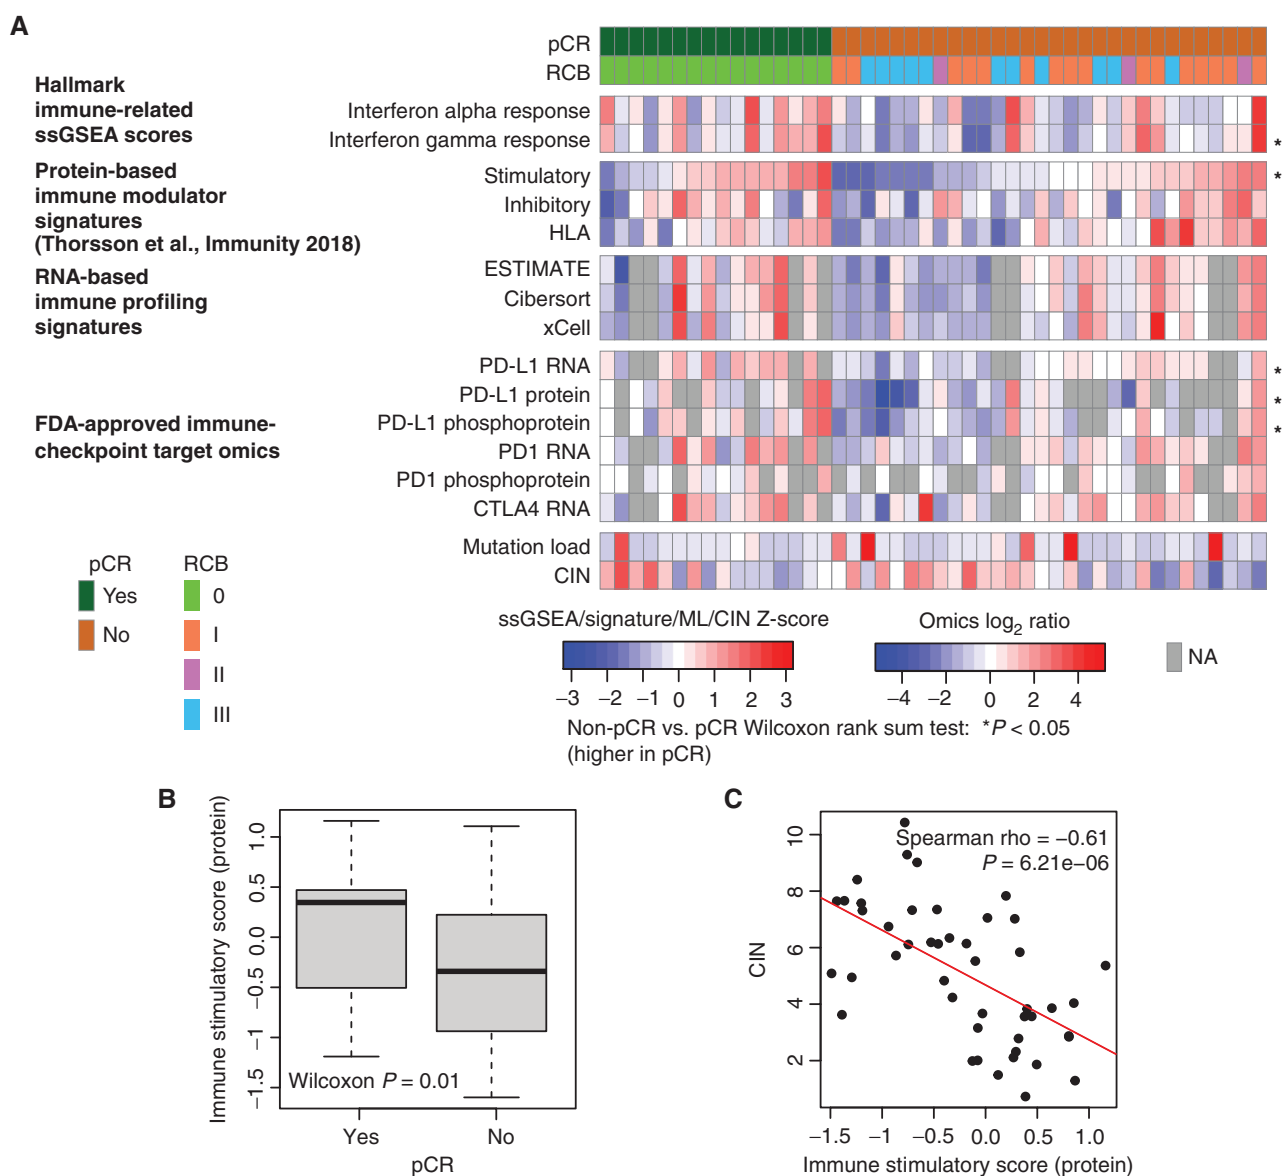 A
pCR
RCB
Hallmark
immune-related
ssGSEA scores
Interferon alpha response
Interferon gamma response
*
Protein-based
immune modulator
signatures
(Thorsson et al., Immunity 2018)
Stimulatory
*
Inhibitory
HLA
RNA-based
immune profiling
signatures
ESTIMATE
Cibersort
xCell
FDA-approved immune-
checkpoint target omics
PD-L1 RNA
*
PD-L1 protein
*
PD-L1 phosphoprotein
*
PD1 RNA
PD1 phosphoprotein
CTLA4 RNA
Mutation load
CIN
pCR
Yes
No
RCB
0
I
II
III
ssGSEA/signature/ML/CIN Z-score
−3 −2 −1 0 1 2 3
Omics log2 ratio
−4 −2 0 2 4
NA
Non-pCR vs. pCR Wilcoxon rank sum test: *P < 0.05
(higher in pCR)
B
Immune stimulatory score (protein)
1.0
0.5
0.0
−0.5
−1
−1.5
Wilcoxon P = 0.01
Yes No
pCR
C
Spearman rho = −0.61
P = 6.21e−06
CIN
10
8
6
4
2
−1.5 −1 −0.5 0.0 0.5 1.0
Immune stimulatory score (protein)